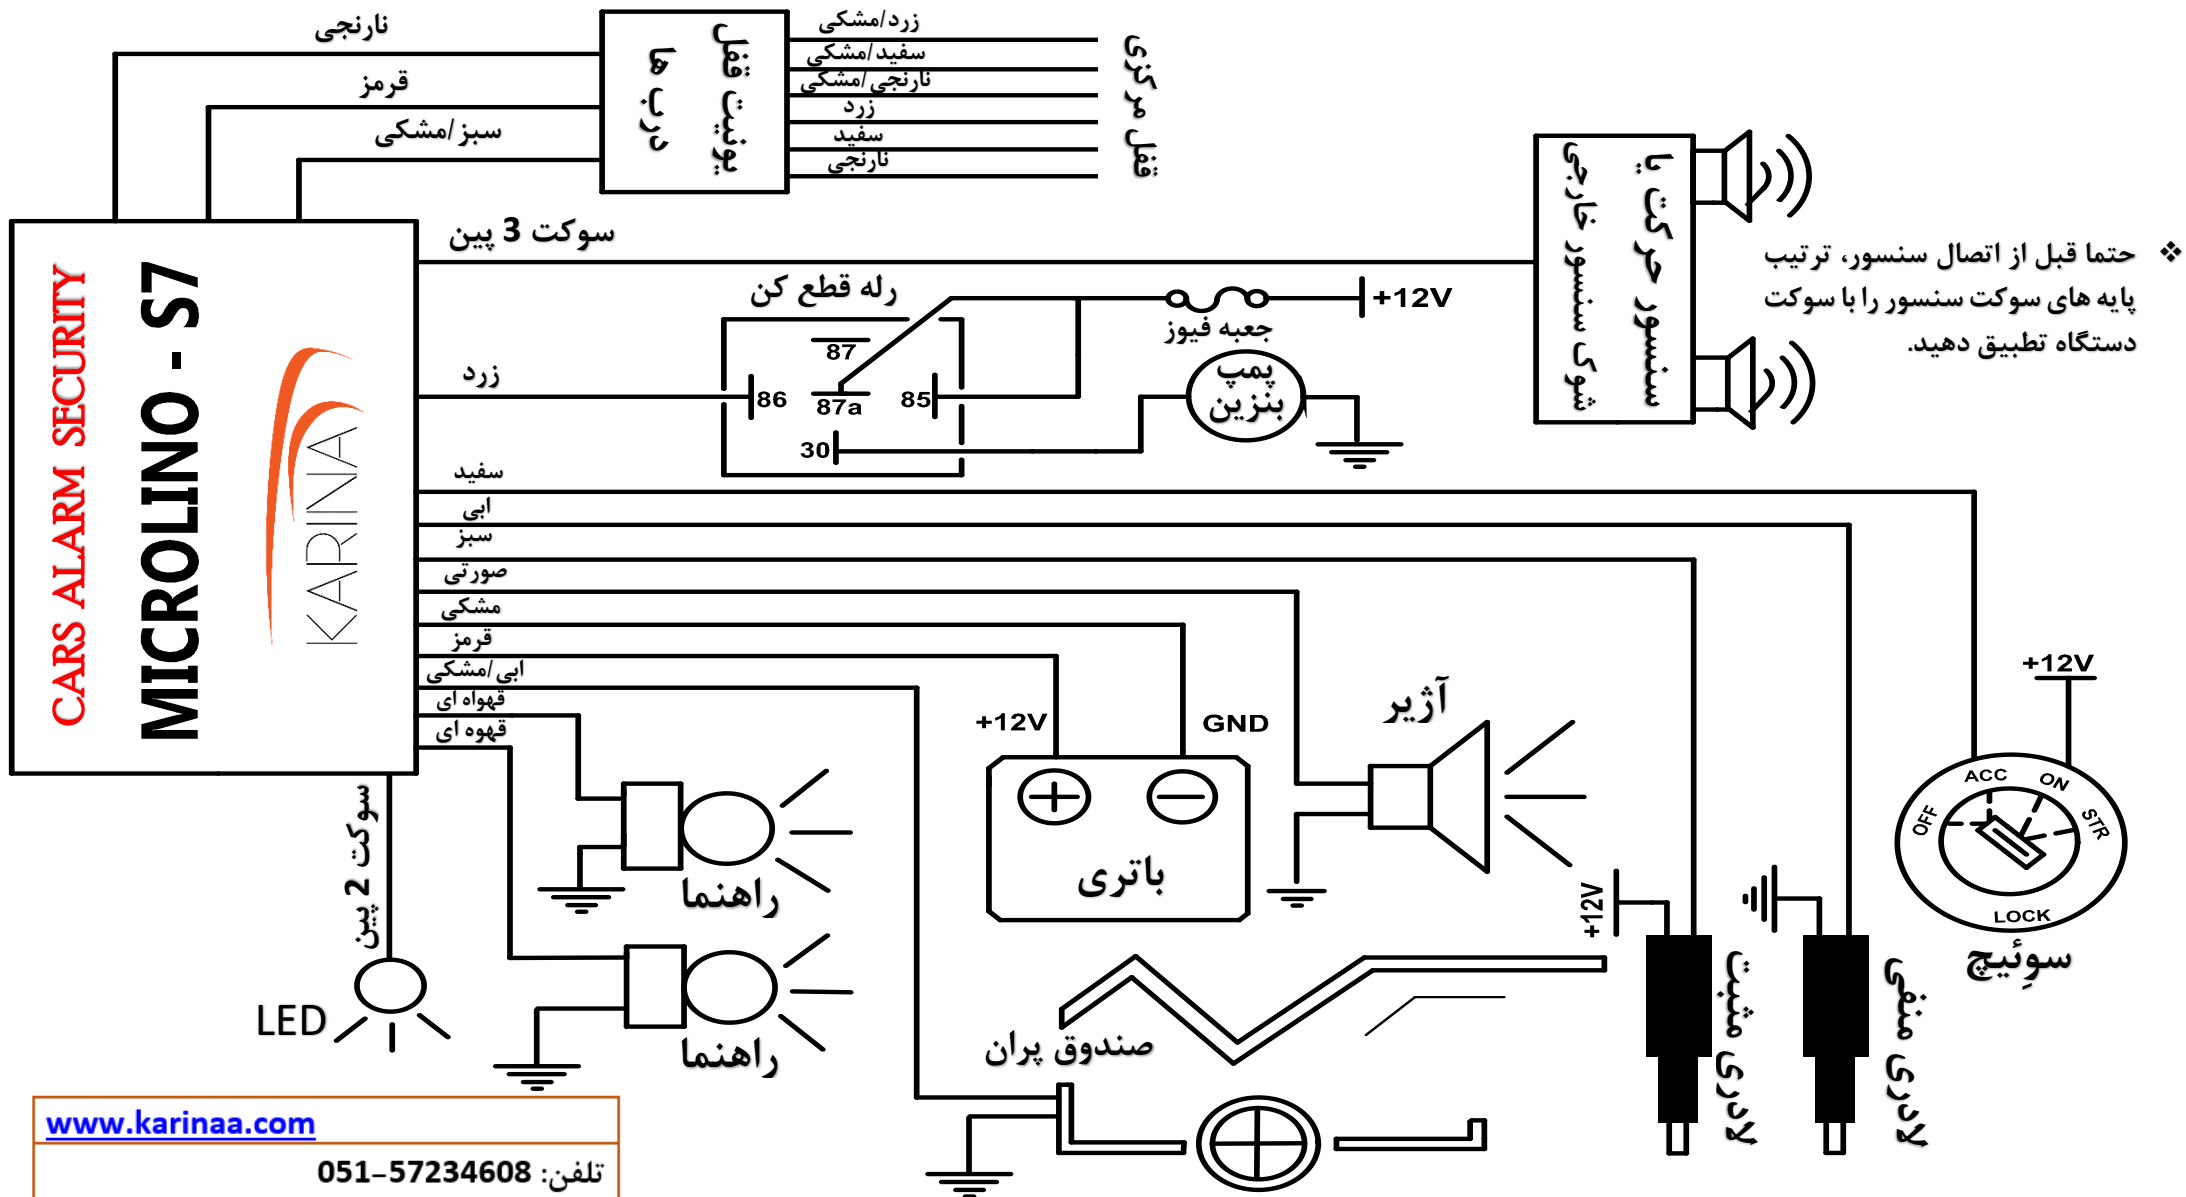 نارنجی
قرمز
سبز/مشکی
یونیت قفل
درب ها
زرد/مشکی
سفید/مشکی
نارنجی/مشکی
زرد
سفید
نارنجی
قفل مرکزی
CARS ALARM SECURITY
MICROLINO - S7
KARINA
سوکت 3 پین
سنسور حرکت یا
شوک سنسور خارجی
❖ حتما قبل از اتصال سنسور، ترتیب
پایه های سوکت سنسور را با سوکت
دستگاه تطبیق دهید.
رله قطع کن
87
86
87a
85
30
+12V
جعبه فیوز
پمپ
بنزین
زرد
سفید
ابی
سبز
صورتی
مشکی
قرمز
ابی/مشکی
قهواه ای
قهوه ای
سوکت 2 پین
LED
راهنما
راهنما
+12V
GND
باتری
آژیر
صندوق پران
+12V
لادری مثبت
لادری منفی
+12V
OFF
ACC
ON
STR
LOCK
سوِئیچ
www.karinaa.com
تلفن: 57234608–051